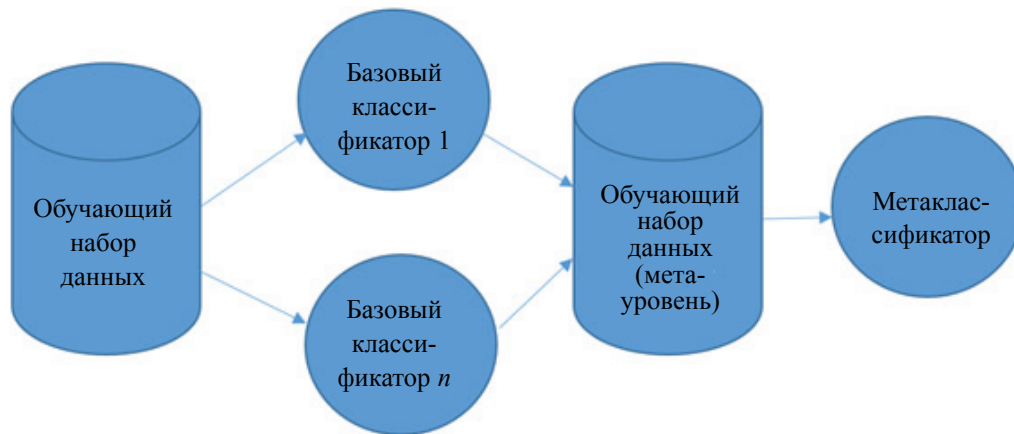 Обучающий
набор
данных
Базовый
класси-
фикатор 1
Базовый
класси-
фикатор n
Обучающий
набор
данных
(мета-
уровень)
Метаклас-
сификатор